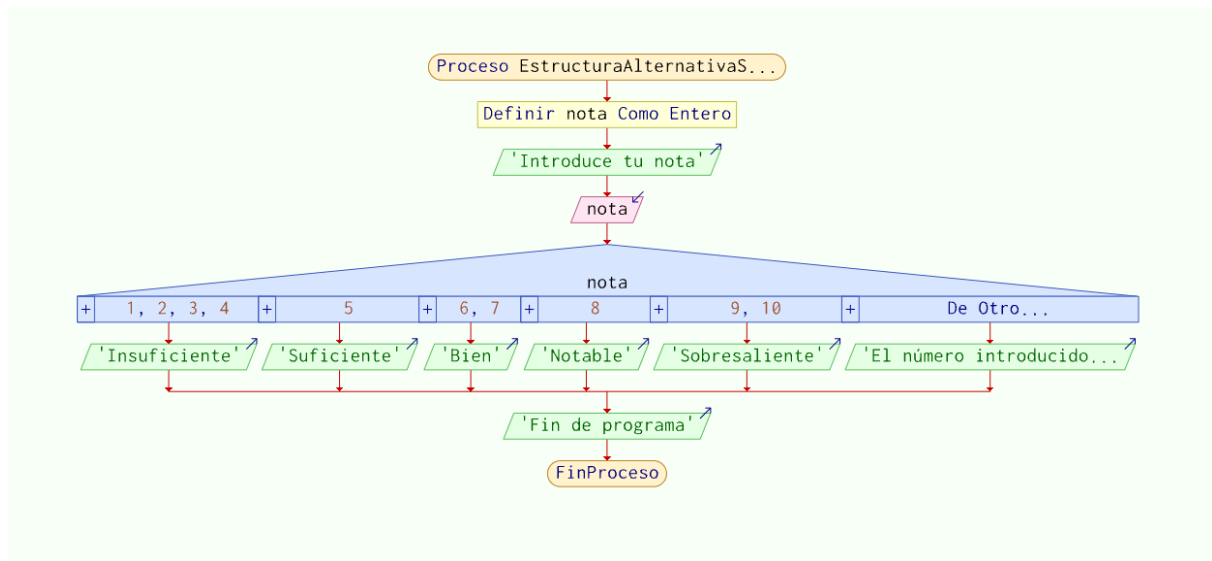 Proceso EstructuraAlternativaS...
Definir nota Como Entero
'Introduce tu nota'
nota
nota
+ 1, 2, 3, 4 + 5 + 6, 7 + 8 + 9, 10 + De Otro...
'Insuficiente' 'Suficiente' 'Bien' 'Notable' 'Sobresaliente' 'El número introducido...
'Fin de programa'
FinProceso